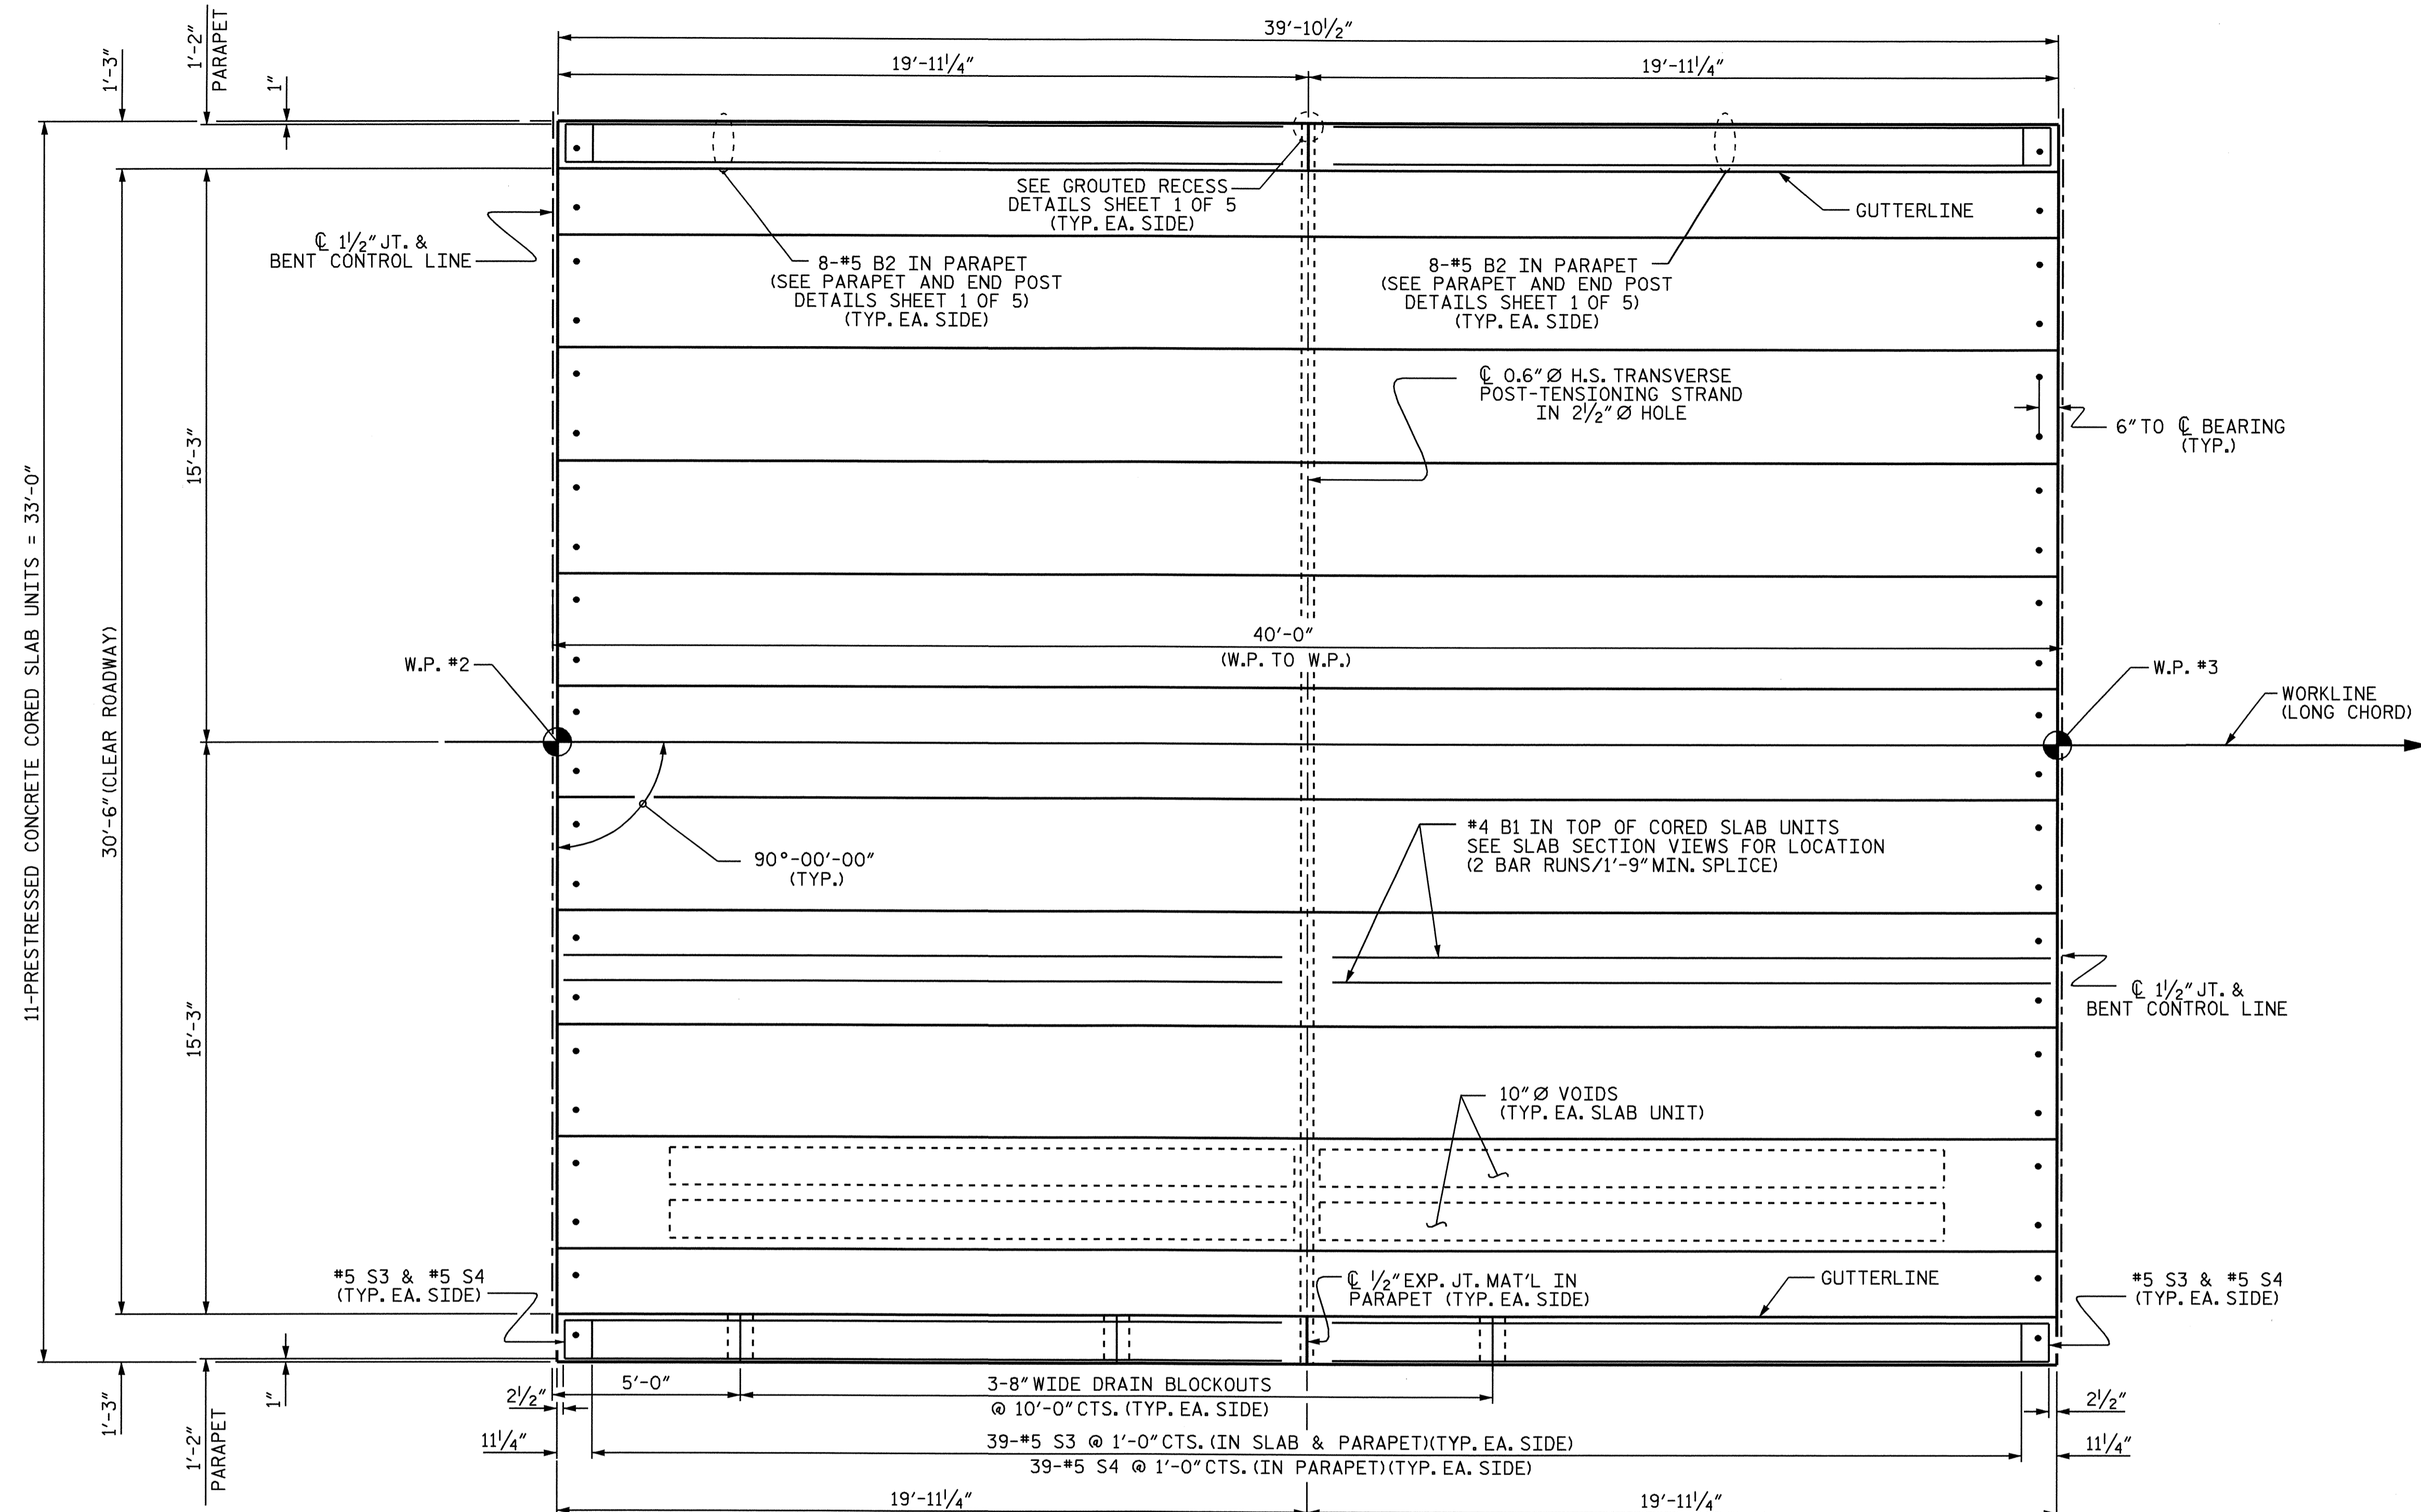 39′-10½″
19′-11¼″
19′-11¼″
1′-3″
1′-2″
PARAPET
1″
SEE GROUTED RECESS
DETAILS SHEET 1 OF 5
(TYP. EA. SIDE)
GUTTERLINE
℄ 1½″ JT. &
BENT CONTROL LINE
8-#5 B2 IN PARAPET
(SEE PARAPET AND END POST
DETAILS SHEET 1 OF 5)
(TYP. EA. SIDE)
8-#5 B2 IN PARAPET
(SEE PARAPET AND END POST
DETAILS SHEET 1 OF 5)
(TYP. EA. SIDE)
℄ 0.6″ Ø H.S. TRANSVERSE
POST-TENSIONING STRAND
IN 2½″ Ø HOLE
6″ TO ℄ BEARING
(TYP.)
11-PRESTRESSED CONCRETE CORED SLAB UNITS = 33′-0″
30′-6″ (CLEAR ROADWAY)
15′-3″
15′-3″
40′-0″
(W.P. TO W.P.)
W.P. #2
W.P. #3
WORKLINE
(LONG CHORD)
90°-00′-00″
(TYP.)
#4 B1 IN TOP OF CORED SLAB UNITS
SEE SLAB SECTION VIEWS FOR LOCATION
(2 BAR RUNS/1′-9″ MIN. SPLICE)
℄ 1½″ JT. &
BENT CONTROL LINE
10″ Ø VOIDS
(TYP. EA. SLAB UNIT)
#5 S3 & #5 S4
(TYP. EA. SIDE)
℄ ½″ EXP. JT. MAT'L IN
PARAPET (TYP. EA. SIDE)
GUTTERLINE
#5 S3 & #5 S4
(TYP. EA. SIDE)
1′-3″
1′-2″
PARAPET
1″
2½″
5′-0″
3-8″ WIDE DRAIN BLOCKOUTS
@ 10′-0″ CTS. (TYP. EA. SIDE)
2½″
11¼″
39-#5 S3 @ 1′-0″ CTS. (IN SLAB & PARAPET)(TYP. EA. SIDE)
39-#5 S4 @ 1′-0″ CTS. (IN PARAPET)(TYP. EA. SIDE)
11¼″
19′-11¼″
19′-11¼″